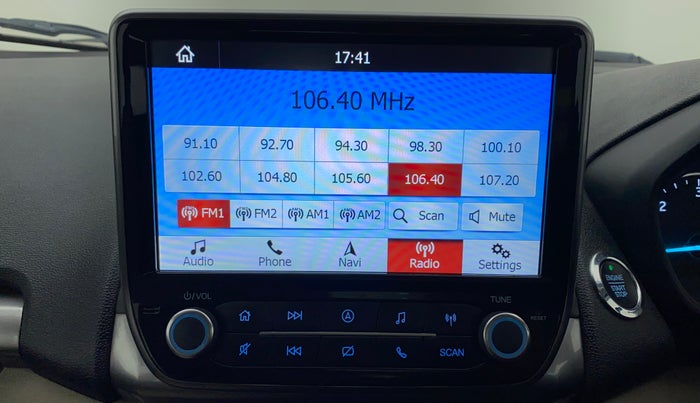 17:41
106.40 MHz
91.10 92.70 94.30 98.30 100.10
102.60 104.80 105.60 106.40 107.20
FM1 FM2 AM1 AM2 Scan Mute
Audio Phone Navi Radio Settings
⏻/VOL TUNE
RESET
SCAN
ENGINE
START
STOP
2